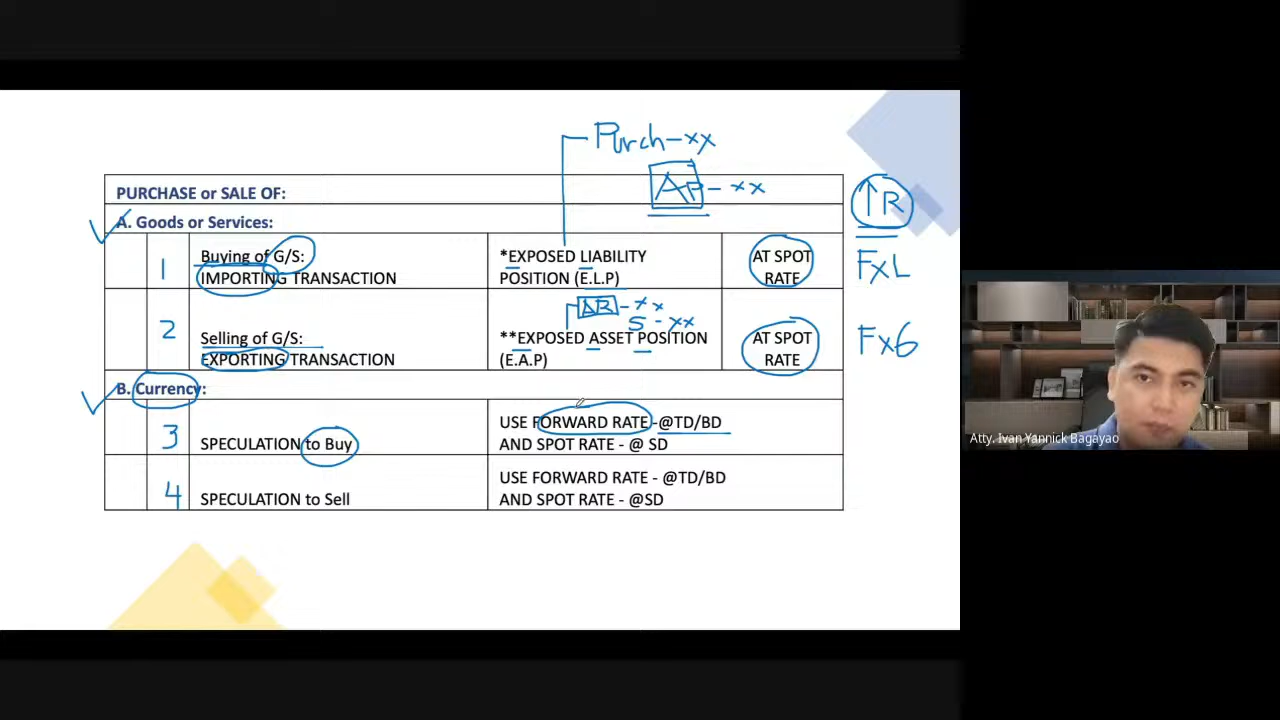 Purch-xx
AP-xx
PURCHASE or SALE OF:
↑R
A. Goods or Services:
1
Buying of G/S:
IMPORTING TRANSACTION
*EXPOSED LIABILITY
POSITION (E.L.P)
AT SPOT
RATE
FxL
AR-xx
S-xx
2
Selling of G/S:
EXPORTING TRANSACTION
**EXPOSED ASSET POSITION
(E.A.P)
AT SPOT
RATE
FxG
B. Currency:
3
SPECULATION to Buy
USE FORWARD RATE -@TD/BD
AND SPOT RATE - @ SD
4
SPECULATION to Sell
USE FORWARD RATE - @TD/BD
AND SPOT RATE - @SD
Atty. Ivan Yannick Bagayao